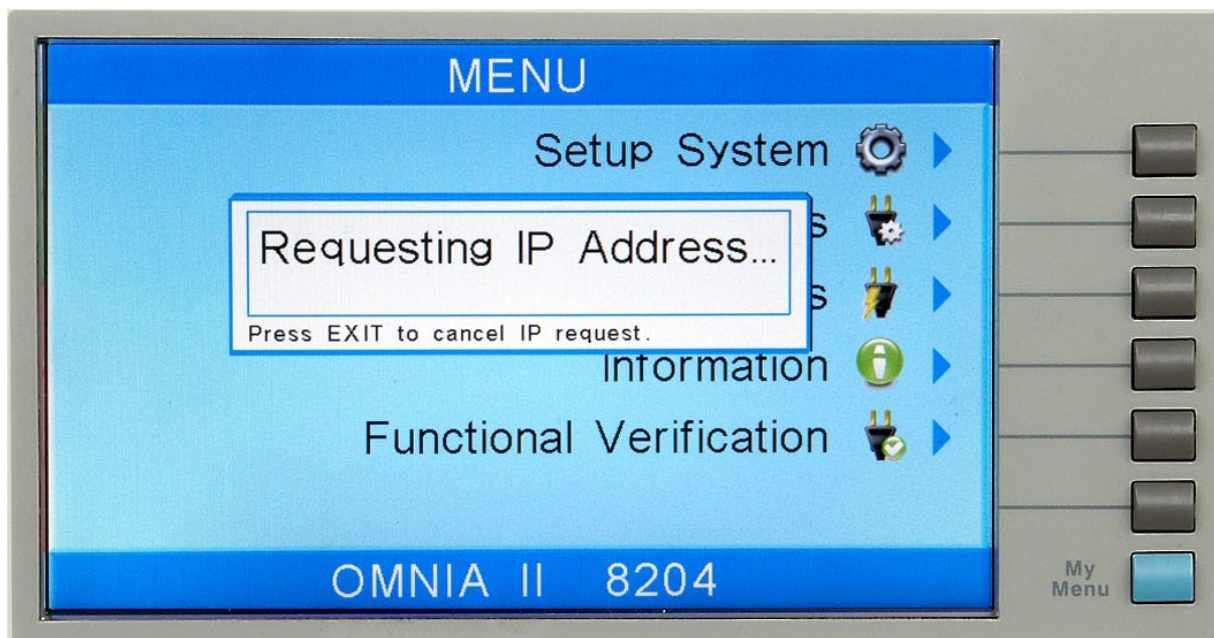 MENU
Setup System
s
Requesting IP Address...
s
Press EXIT to cancel IP request.
Information
Functional Verification
OMNIA II 8204
My
Menu